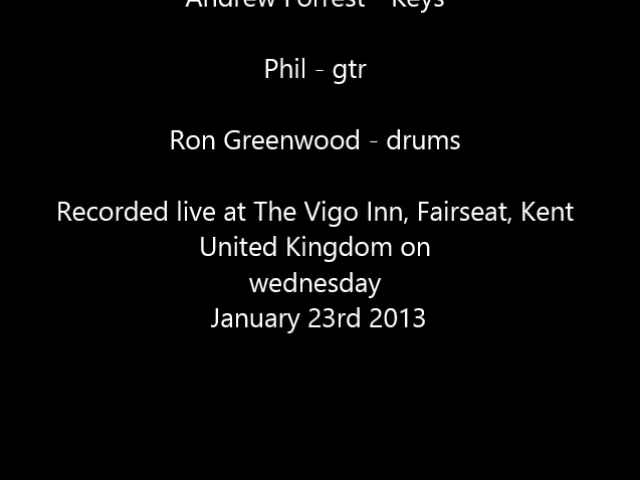 Andrew Forrest - Keys
Phil - gtr
Ron Greenwood - drums
Recorded live at The Vigo Inn, Fairseat, Kent
United Kingdom on
wednesday
January 23rd 2013